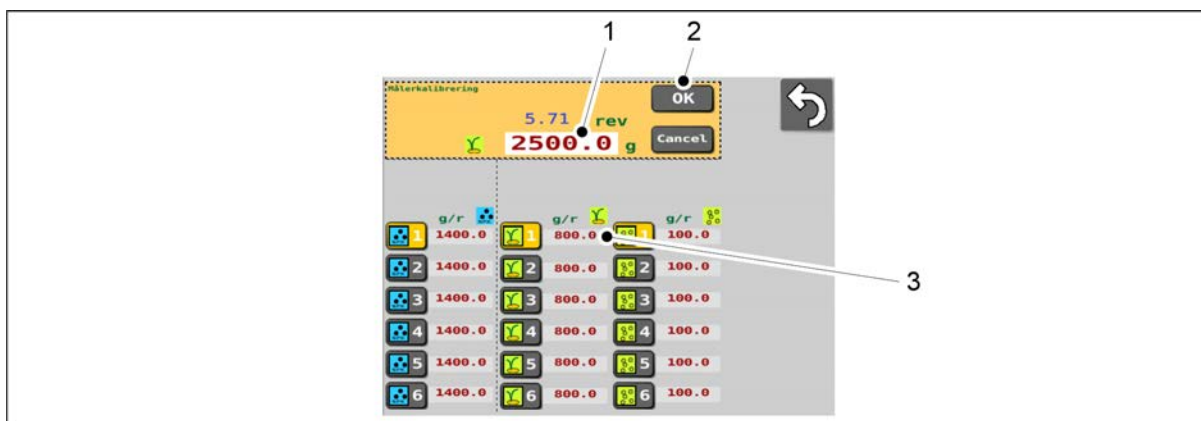 1 2
Målerkalibrering
OK
5.71 rev
2500.0 g Cancel
g/r g/r g/r
1 1400.0 1 800.0 1 100.0
3
2 1400.0 2 800.0 2 100.0
3 1400.0 3 800.0 3 100.0
4 1400.0 4 800.0 4 100.0
5 1400.0 5 800.0 5 100.0
6 1400.0 6 800.0 6 100.0